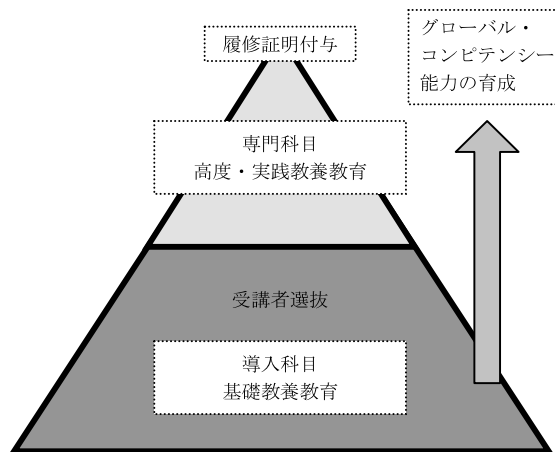 履修証明付与
グローバル・
コンピテンシー
能力の育成
専門科目
高度・実践教養教育
受講者選抜
導入科目
基礎教養教育